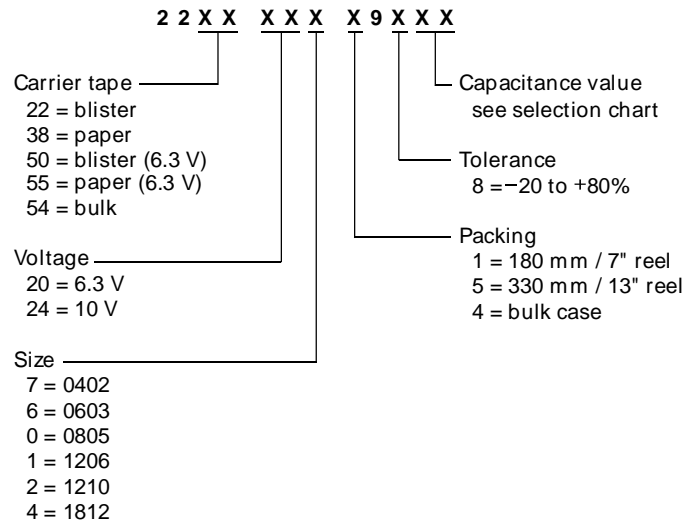 2 2 X X X X X X 9 X X X
Carrier tape
22 = blister
38 = paper
50 = blister (6.3 V)
55 = paper (6.3 V)
54 = bulk
Voltage
20 = 6.3 V
24 = 10 V
Size
7 = 0402
6 = 0603
0 = 0805
1 = 1206
2 = 1210
4 = 1812
Capacitance value
see selection chart
Tolerance
8 =−20 to +80%
Packing
1 = 180 mm / 7" reel
5 = 330 mm / 13" reel
4 = bulk case